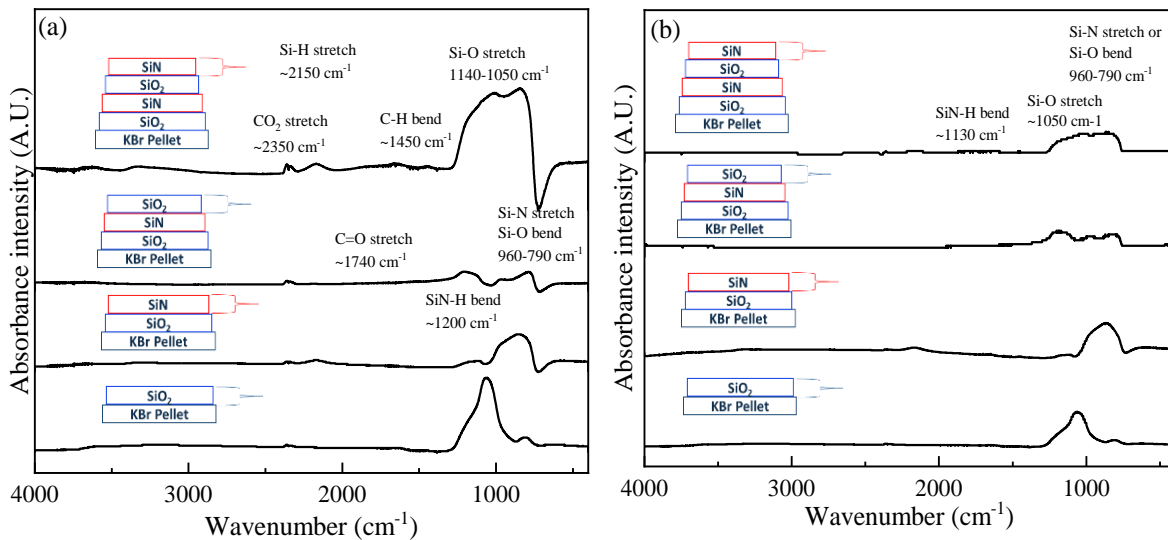 (a)
Si-H stretch
~2150 cm⁻¹
Si-O stretch
1140-1050 cm⁻¹
SiN
SiO₂
SiN
SiO₂
KBr Pellet
CO₂ stretch
~2350 cm⁻¹
C-H bend
~1450 cm⁻¹
SiO₂
SiN
SiO₂
KBr Pellet
C=O stretch
~1740 cm⁻¹
Si-N stretch
Si-O bend
960-790 cm⁻¹
SiN
SiO₂
KBr Pellet
SiN-H bend
~1200 cm⁻¹
SiO₂
KBr Pellet
Absorbance intensity (A.U.)
4000 3000 2000 1000
Wavenumber (cm⁻¹)
(b)
Si-N stretch or
Si-O bend
960-790 cm⁻¹
SiN
SiO₂
SiN
SiO₂
KBr Pellet
SiN-H bend
~1130 cm⁻¹
Si-O stretch
~1050 cm-1
SiO₂
SiN
SiO₂
KBr Pellet
SiN
SiO₂
KBr Pellet
SiO₂
KBr Pellet
Absorbance intensity (A.U.)
4000 3000 2000 1000
Wavenumber (cm⁻¹)